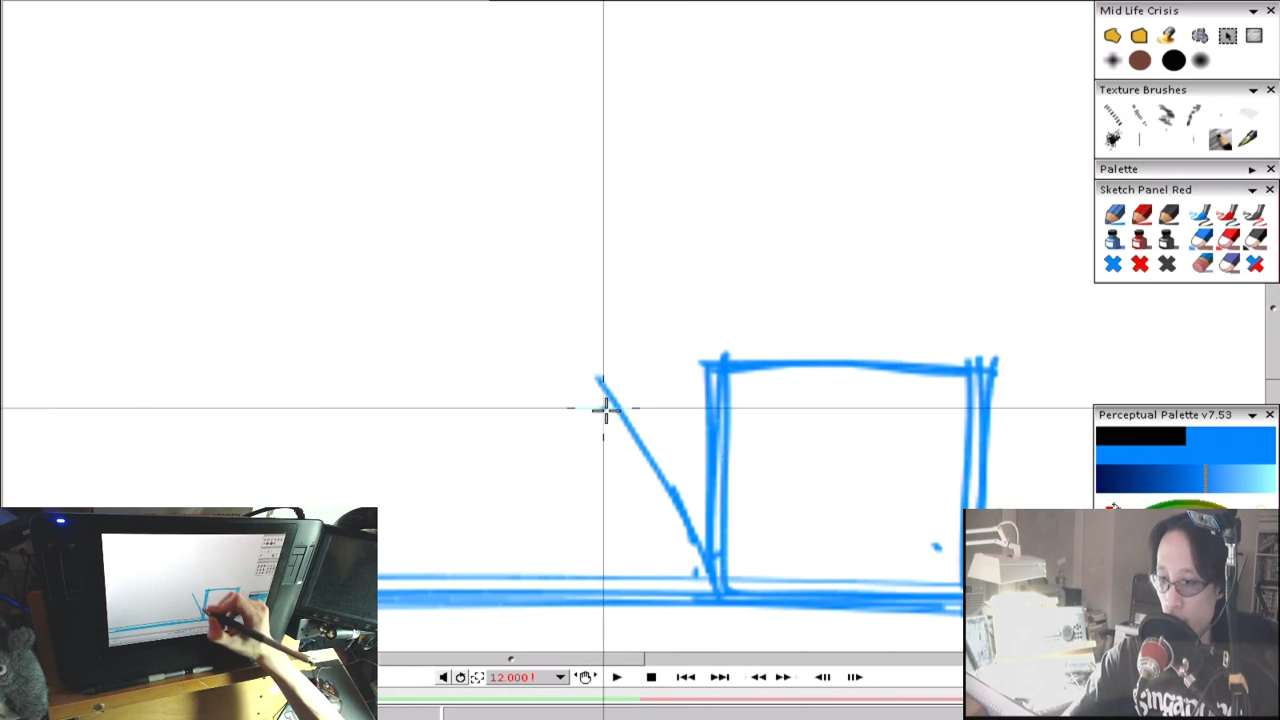 Mid Life Crisis
Texture Brushes
Palette
Sketch Panel Red
Perceptual Palette v7.53
12.000 !